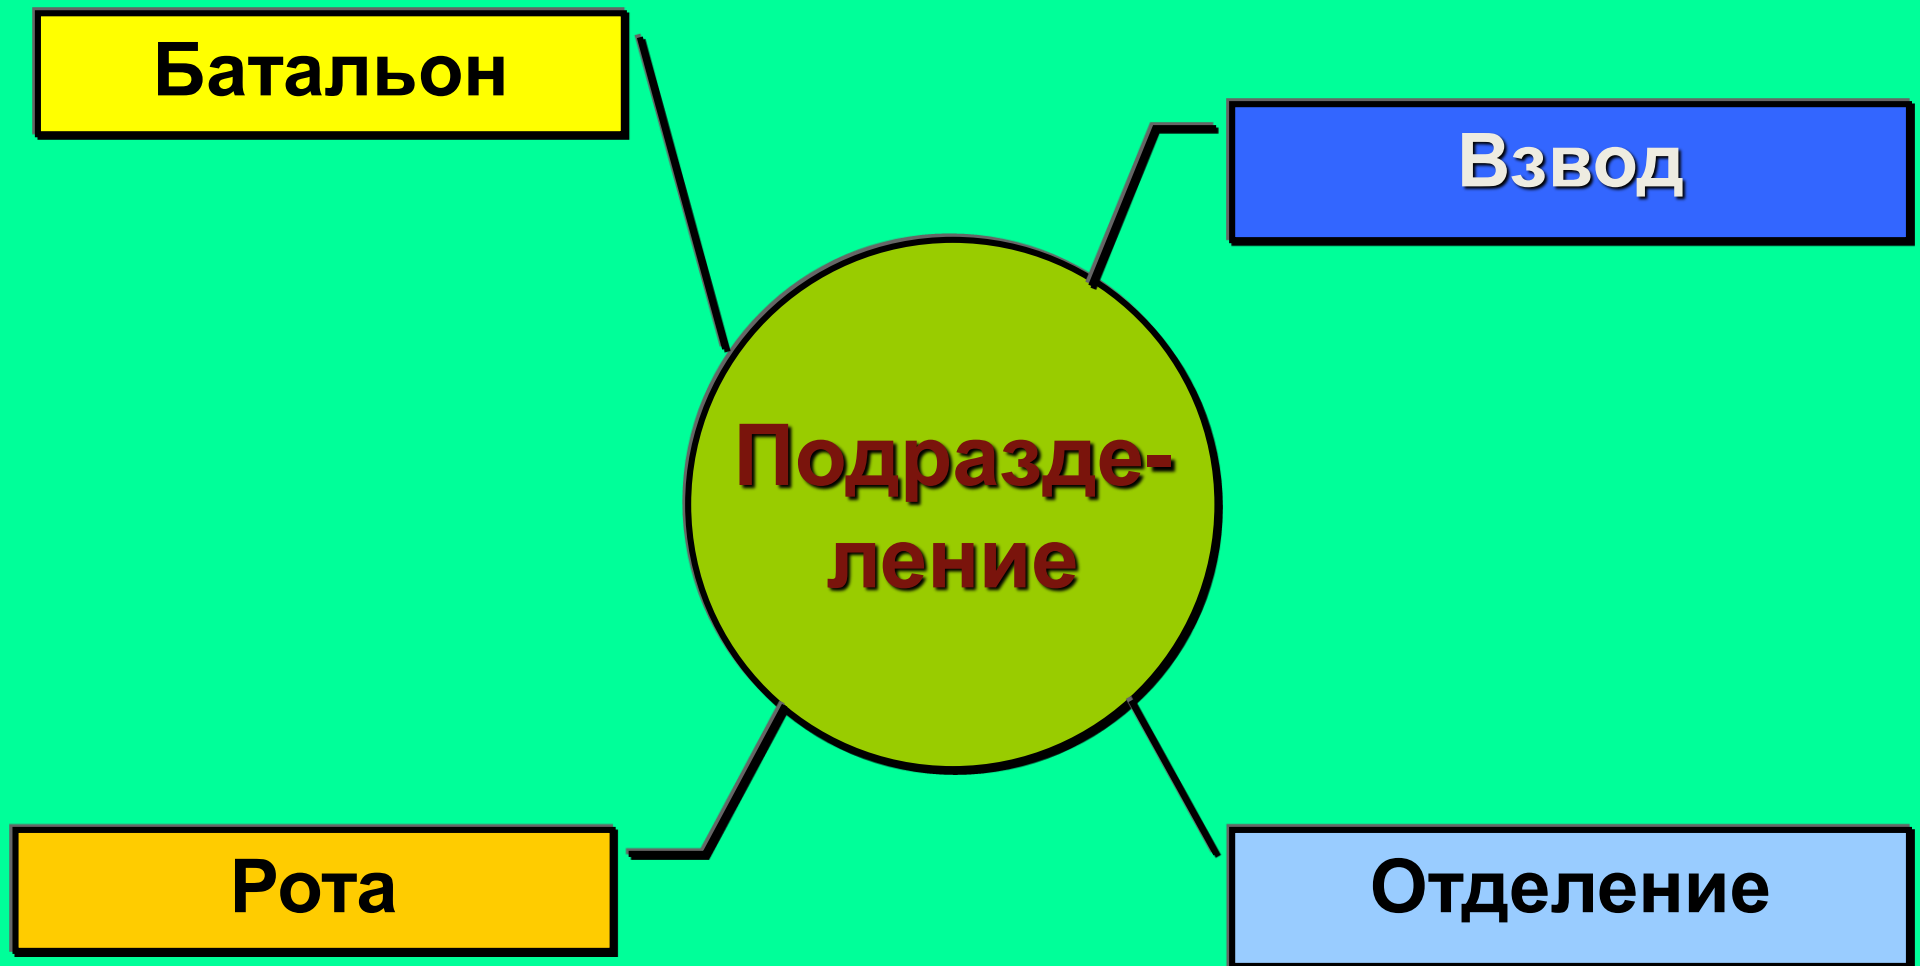 Батальон
Взвод
Подразде-
ление
Рота
Отделение